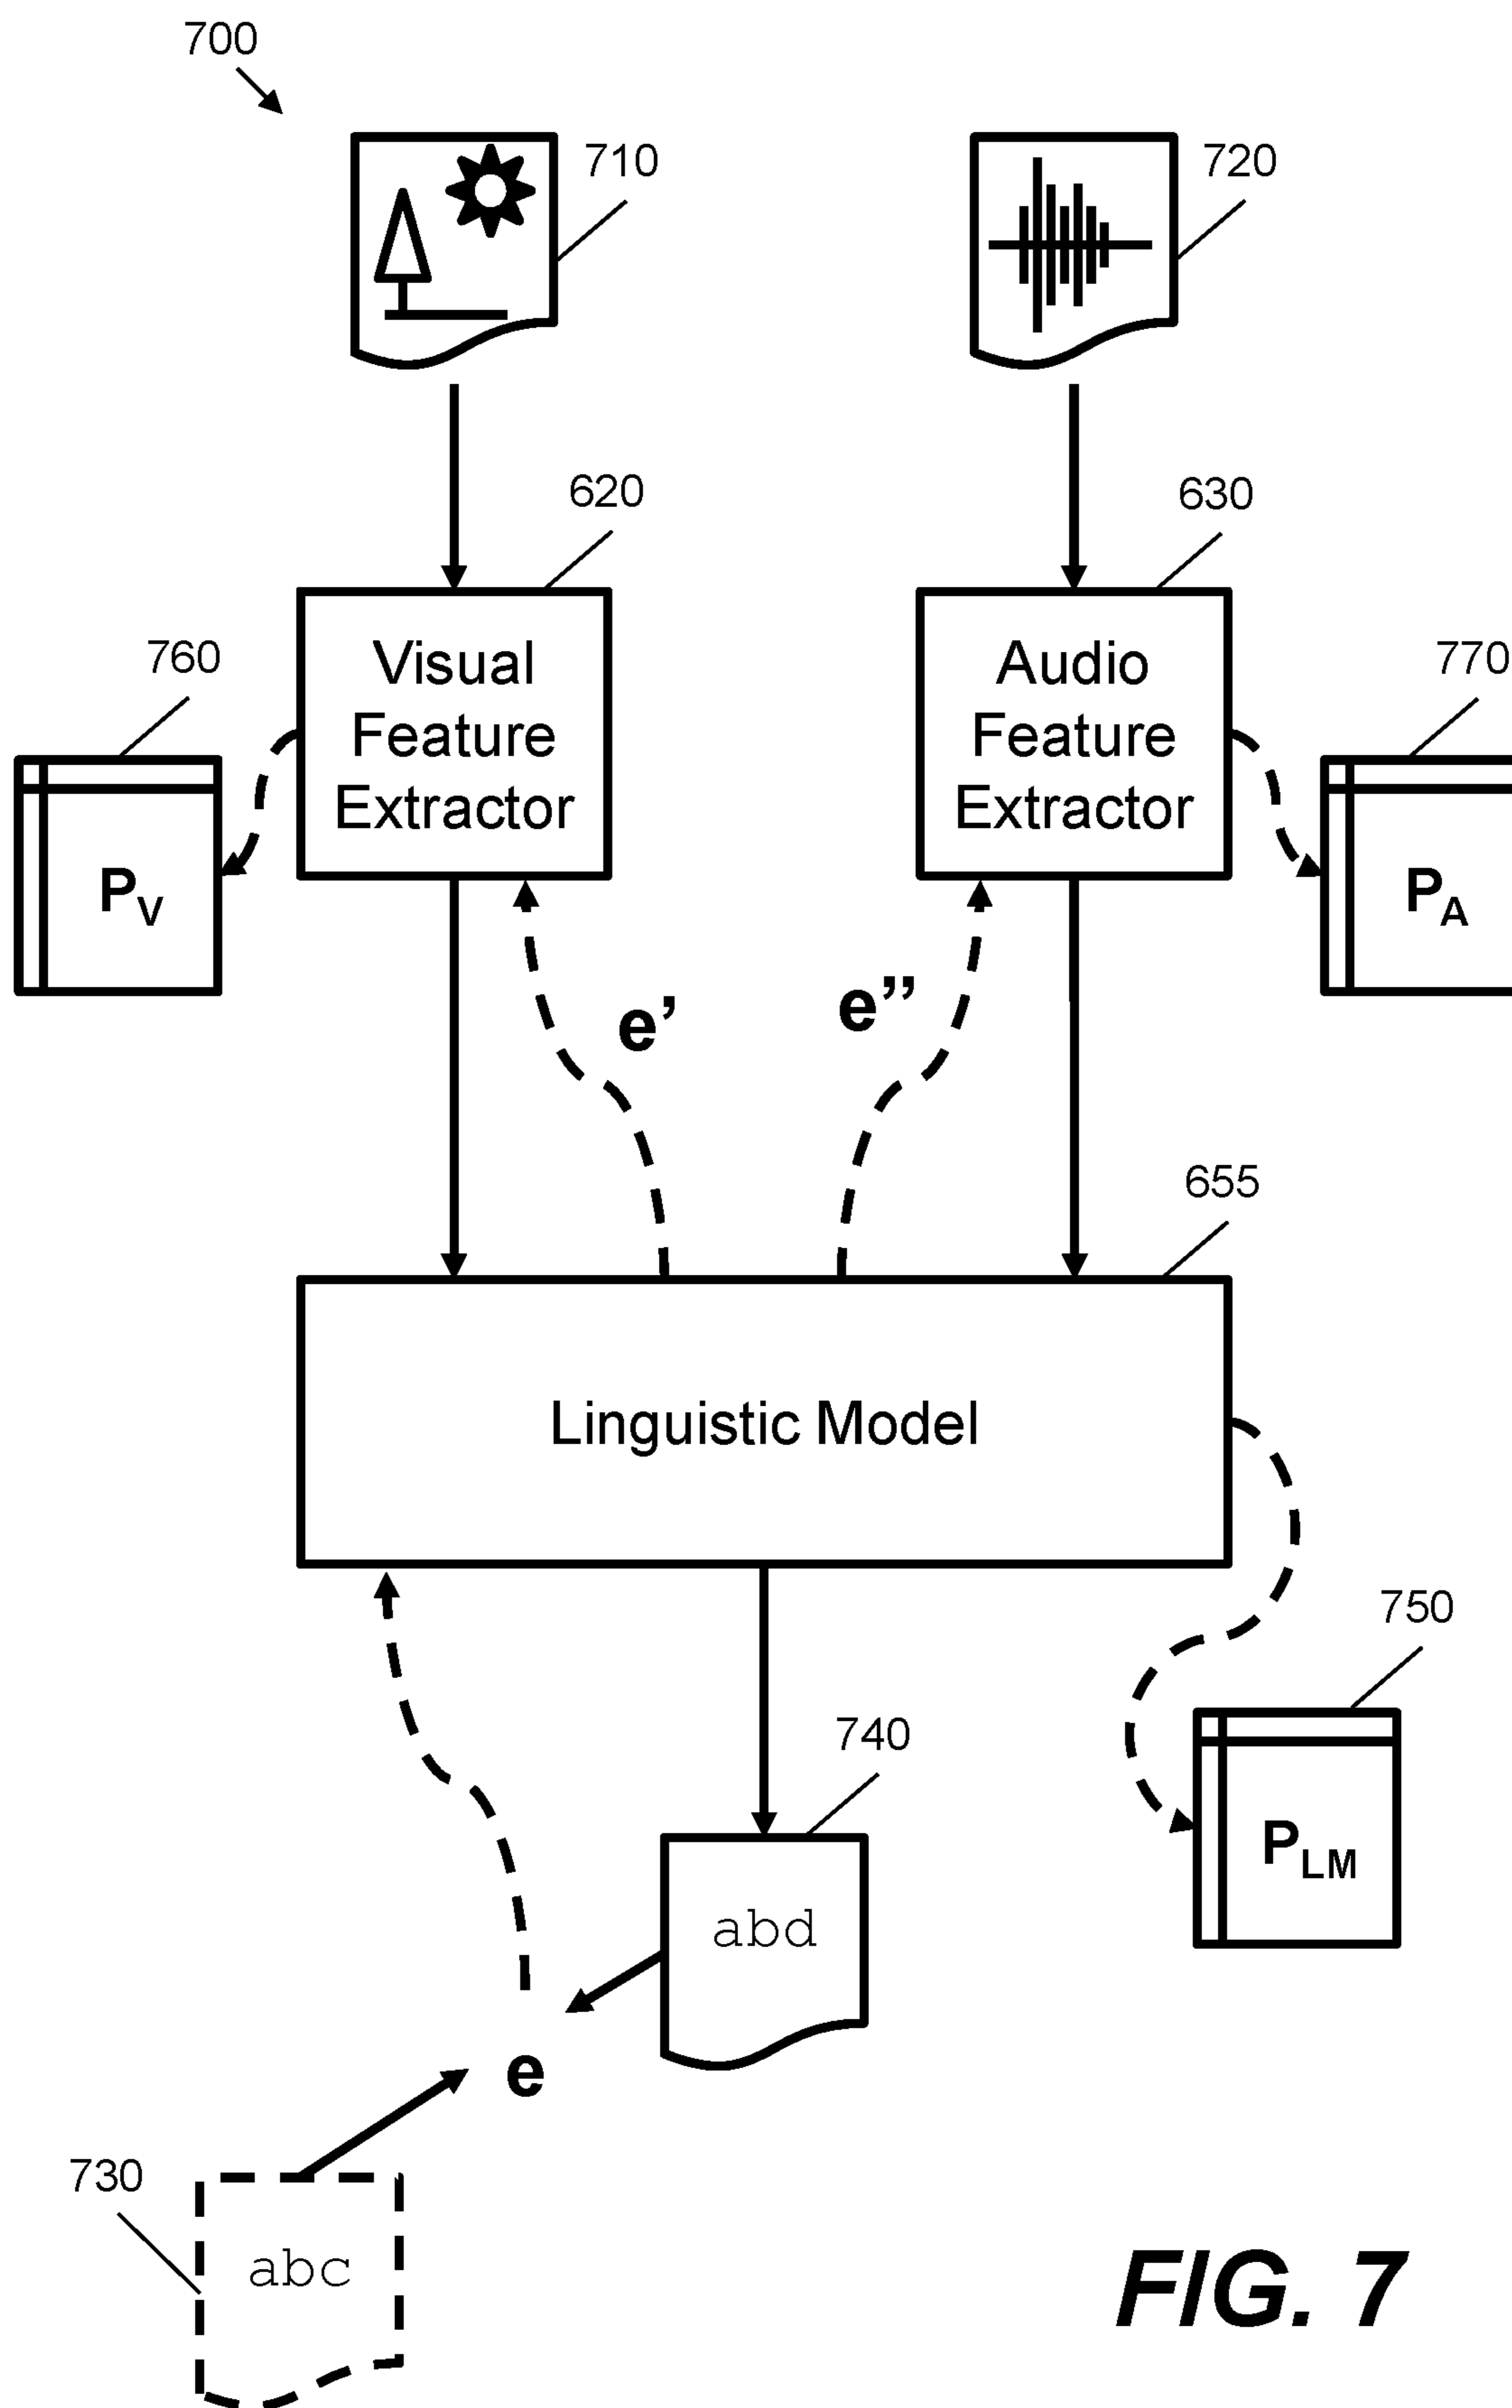 700
710
720
620
630
760
Visual
Feature
Extractor
Audio
Feature
Extractor
770
PV
PA
e’
e”
655
Linguistic Model
750
740
PLM
abd
e
730
abc
FIG. 7